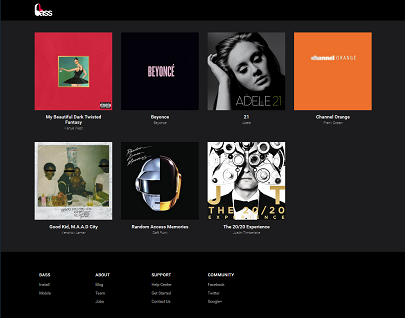 bass
BEYONCÉ
ADELE 21
channel ORANGE
My Beautiful Dark Twisted
Fantasy
Kanye West
Beyonce
Beyonce
21
Adele
Channel Orange
Frank Ocean
JT
THE 20/20
EXPERIENCE
Good Kid, M.A.A.D City
Kendrick Lamar
Random Access Memories
Daft Punk
The 20/20 Experience
Justin Timberlake
BASS
ABOUT
SUPPORT
COMMUNITY
Install
Blog
Help Center
Facebook
Mobile
Team
Get Started
Twitter
Jobs
Contact Us
Google+